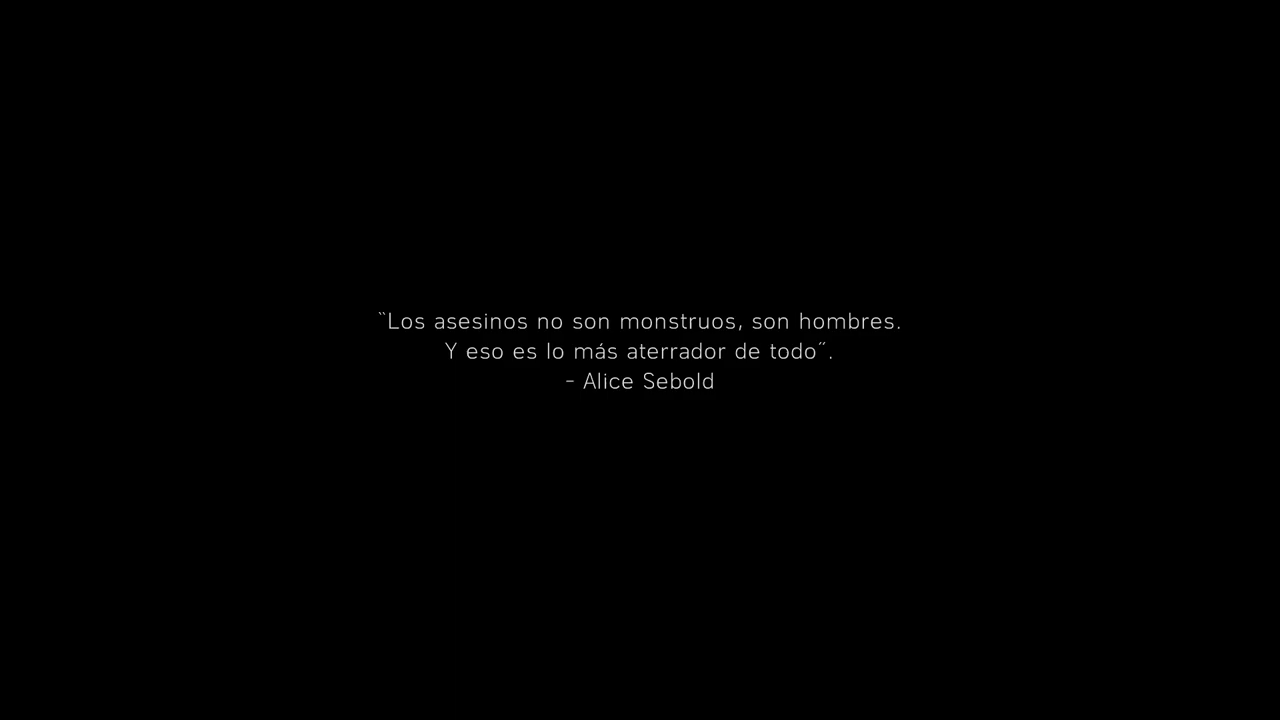 ``Los asesinos no son monstruos, son hombres.
Y eso es lo más aterrador de todo´´.
- Alice Sebold